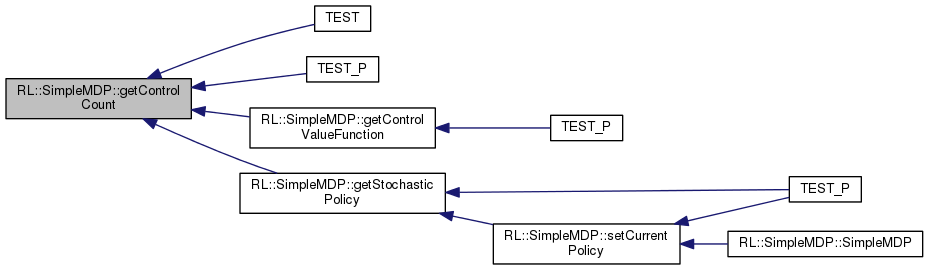 TEST
TEST_P
RL::SimpleMDP::getControl
Count
RL::SimpleMDP::getControl
ValueFunction
TEST_P
RL::SimpleMDP::getStochastic
Policy
TEST_P
RL::SimpleMDP::setCurrent
Policy
RL::SimpleMDP::SimpleMDP